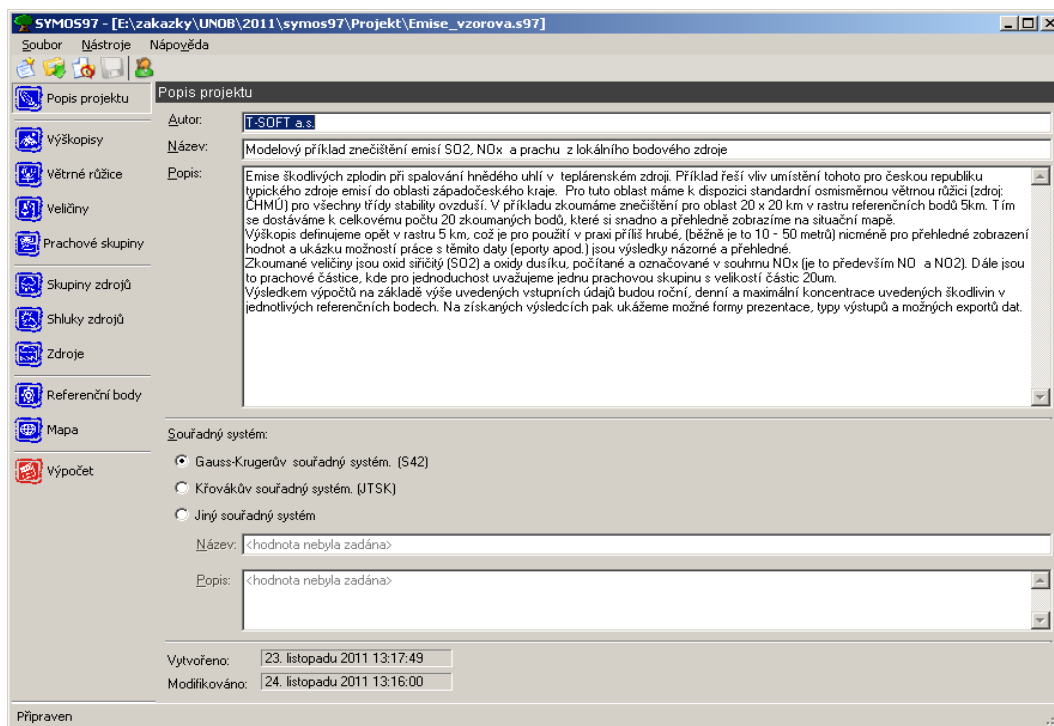 SYMOS97 - [E:\zakazky\UNOB\2011\symos97\Projekt\Emise_vzorova.s97]
Soubor Nástroje Nápověda
Popis projektu
Výškopisy
Větrné růžice
Veličiny
Prachové skupiny
Skupiny zdrojů
Shluky zdrojů
Zdroje
Referenční body
Mapa
Výpočet
Popis projektu
Autor: T-SOFT a.s.
Název: Modelový příklad znečištění emisí SO2, NOx a prachu z lokálního bodového zdroje
Popis: Emise škodlivých zplodin při spalování hnědého uhlí v teplárenském zdroji. Příklad řeší vliv umístění tohoto pro českou republiku
typického zdroje emisí do oblasti západočeského kraje. Pro tuto oblast máme k dispozici standardní osmisměrnou větrnou růžici (zdroj:
ČHMÚ) pro všechny třídy stability ovzduší. V příkladu zkoumáme znečištění pro oblast 20 x 20 km v rastru referenčních bodů 5km. Tím
se dostáváme k celkovému počtu 20 zkoumaných bodů, které si snadno a přehledně zobrazíme na situační mapě.
Výškopis definujeme opět v rastru 5 km, což je pro použití v praxi příliš hrubé, (běžně je to 10 - 50 metrů) nicméně pro přehledné zobrazení
hodnot a ukázku možností práce s těmito daty (eporty apod.) jsou výsledky názorné a přehledné.
Zkoumané veličiny jsou oxid siřičitý (SO2) a oxidy dusíku, počítané a označované v souhrnu NOx (je to především NO a NO2). Dále jsou
to prachové částice, kde pro jednoduchost uvažujeme jednu prachovou skupinu s velikostí částic 20um.
Výsledkem výpočtů na základě výše uvedených vstupních údajů budou roční, denní a maximální koncentrace uvedených škodlivin v
jednotlivých referenčních bodech. Na získaných výsledcích pak ukážeme možné formy prezentace, typy výstupů a možných exportů dat.
Souřadný systém:
Gauss-Krugerův souřadný systém. (S42)
Křovákův souřadný systém. (JTSK)
Jiný souřadný systém
Název: <hodnota nebyla zadána>
Popis: <hodnota nebyla zadána>
Vytvořeno: 23. listopadu 2011 13:17:49
Modifikováno: 24. listopadu 2011 13:16:00
Připraven